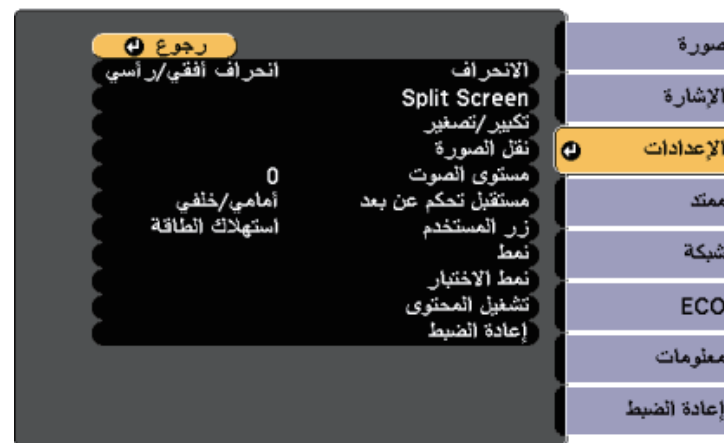 صورة
الإشارة
الإعدادات
ممتد
شبكة
ECO
معلومات
إعادة الضبط
رجوع
الانحراف انحراف أفقي/رأسي
Split Screen
تكبير/تصغير
نقل الصورة
مستوى الصوت 0
مستقبل تحكم عن بعد أمامي/خلفي
زر المستخدم استهلاك الطاقة
نمط
نمط الاختبار
تشغيل المحتوى
إعادة الضبط